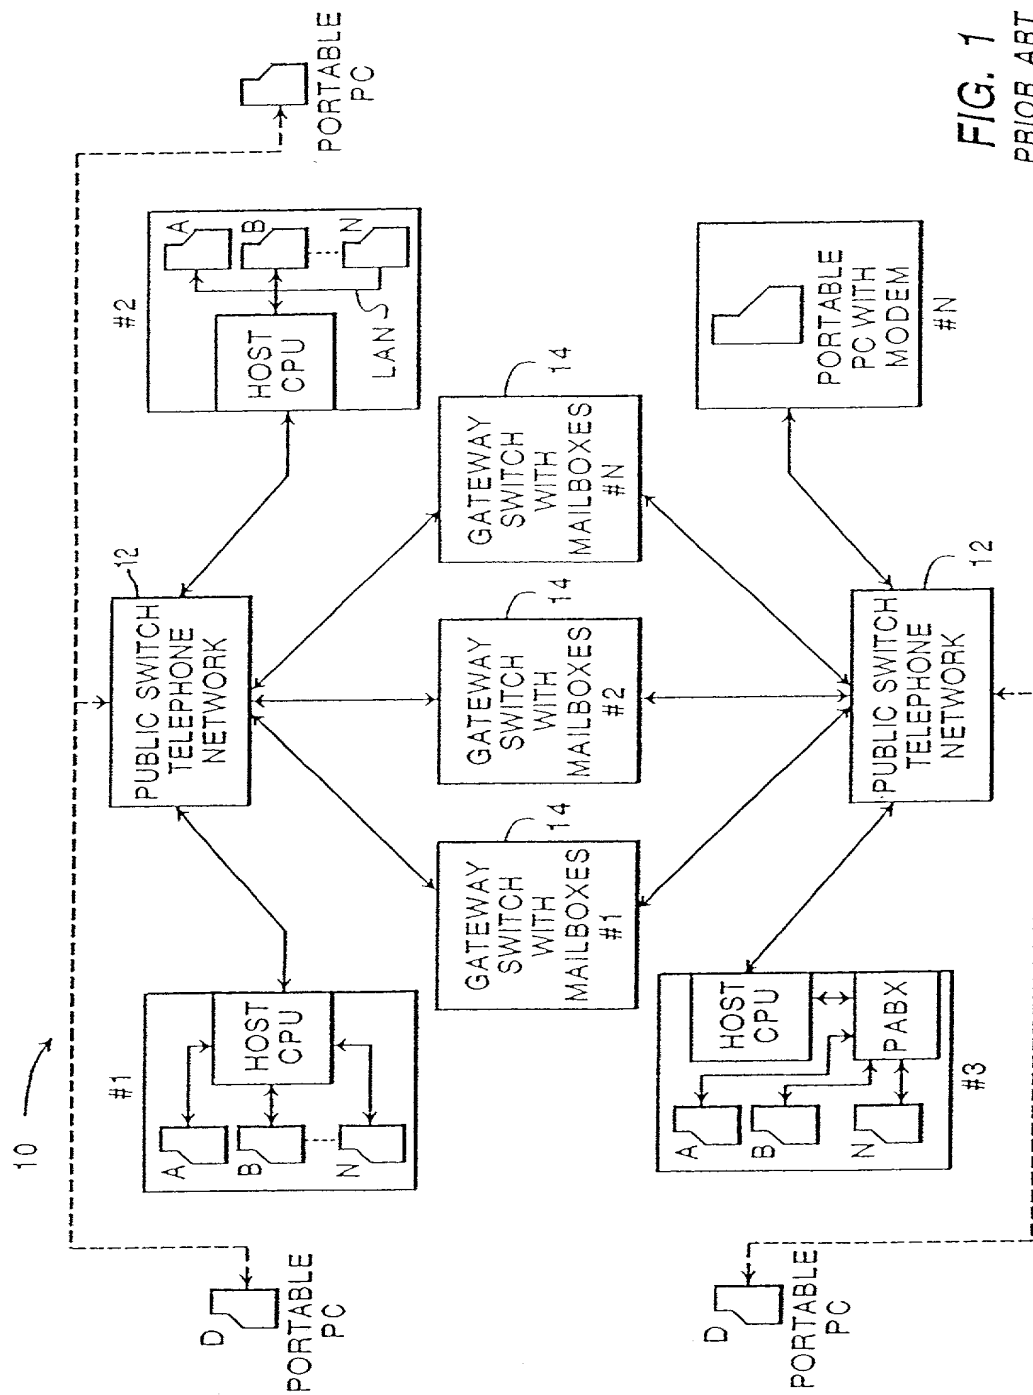 10
#1
A
B
N
HOST
CPU
D
PORTABLE
PC
PUBLIC SWITCH
TELEPHONE
NETWORK
12
#2
HOST
CPU
A
B
N
LAN
PORTABLE
PC
GATEWAY
SWITCH
WITH
MAILBOXES
#1
14
GATEWAY
SWITCH
WITH
MAILBOXES
#2
14
GATEWAY
SWITCH
WITH
MAILBOXES
#N
14
D
PORTABLE
PC
A
B
N
HOST
CPU
PABX
#3
PUBLIC SWITCH
TELEPHONE
NETWORK
12
PORTABLE
PC WITH
MODEM
#N
FIG. 1
PRIOR ART